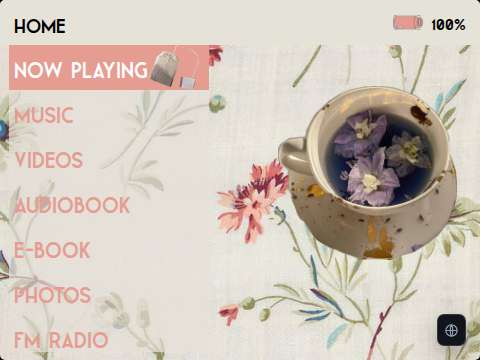 HOME
100%
NOW PLAYING
MUSIC
VIDEOS
AUDIOBOOK
E-BOOK
PHOTOS
FM RADIO